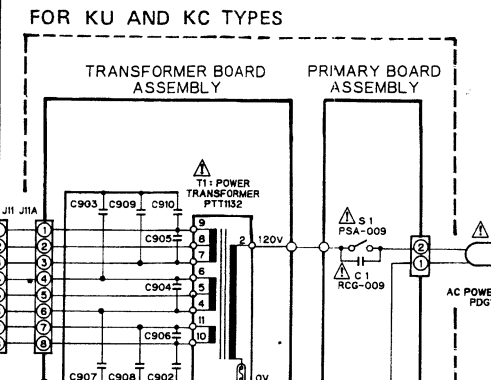 FOR KU AND KC TYPES
TRANSFORMER BOARD
ASSEMBLY
PRIMARY BOARD
ASSEMBLY
T1: POWER
TRANSFORMER
PTT1132
J11 J11A
C903 C909 C910
C905
C904
C906
C907 C908 C902
1
2
3
4
5
6
7
8
9
8
7
6
5
4
11
10
2
120V
0V
S1
PSA-009
C1
RCG-009
2
1
AC POWE
PDG